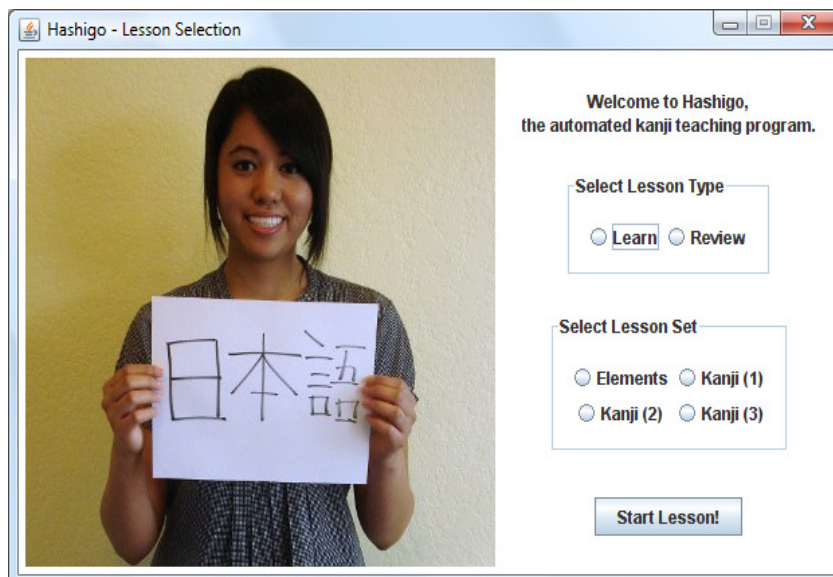 Hashigo - Lesson Selection
Welcome to Hashigo,
the automated kanji teaching program.
Select Lesson Type
Learn Review
日本語
Select Lesson Set
Elements Kanji (1)
Kanji (2) Kanji (3)
Start Lesson!